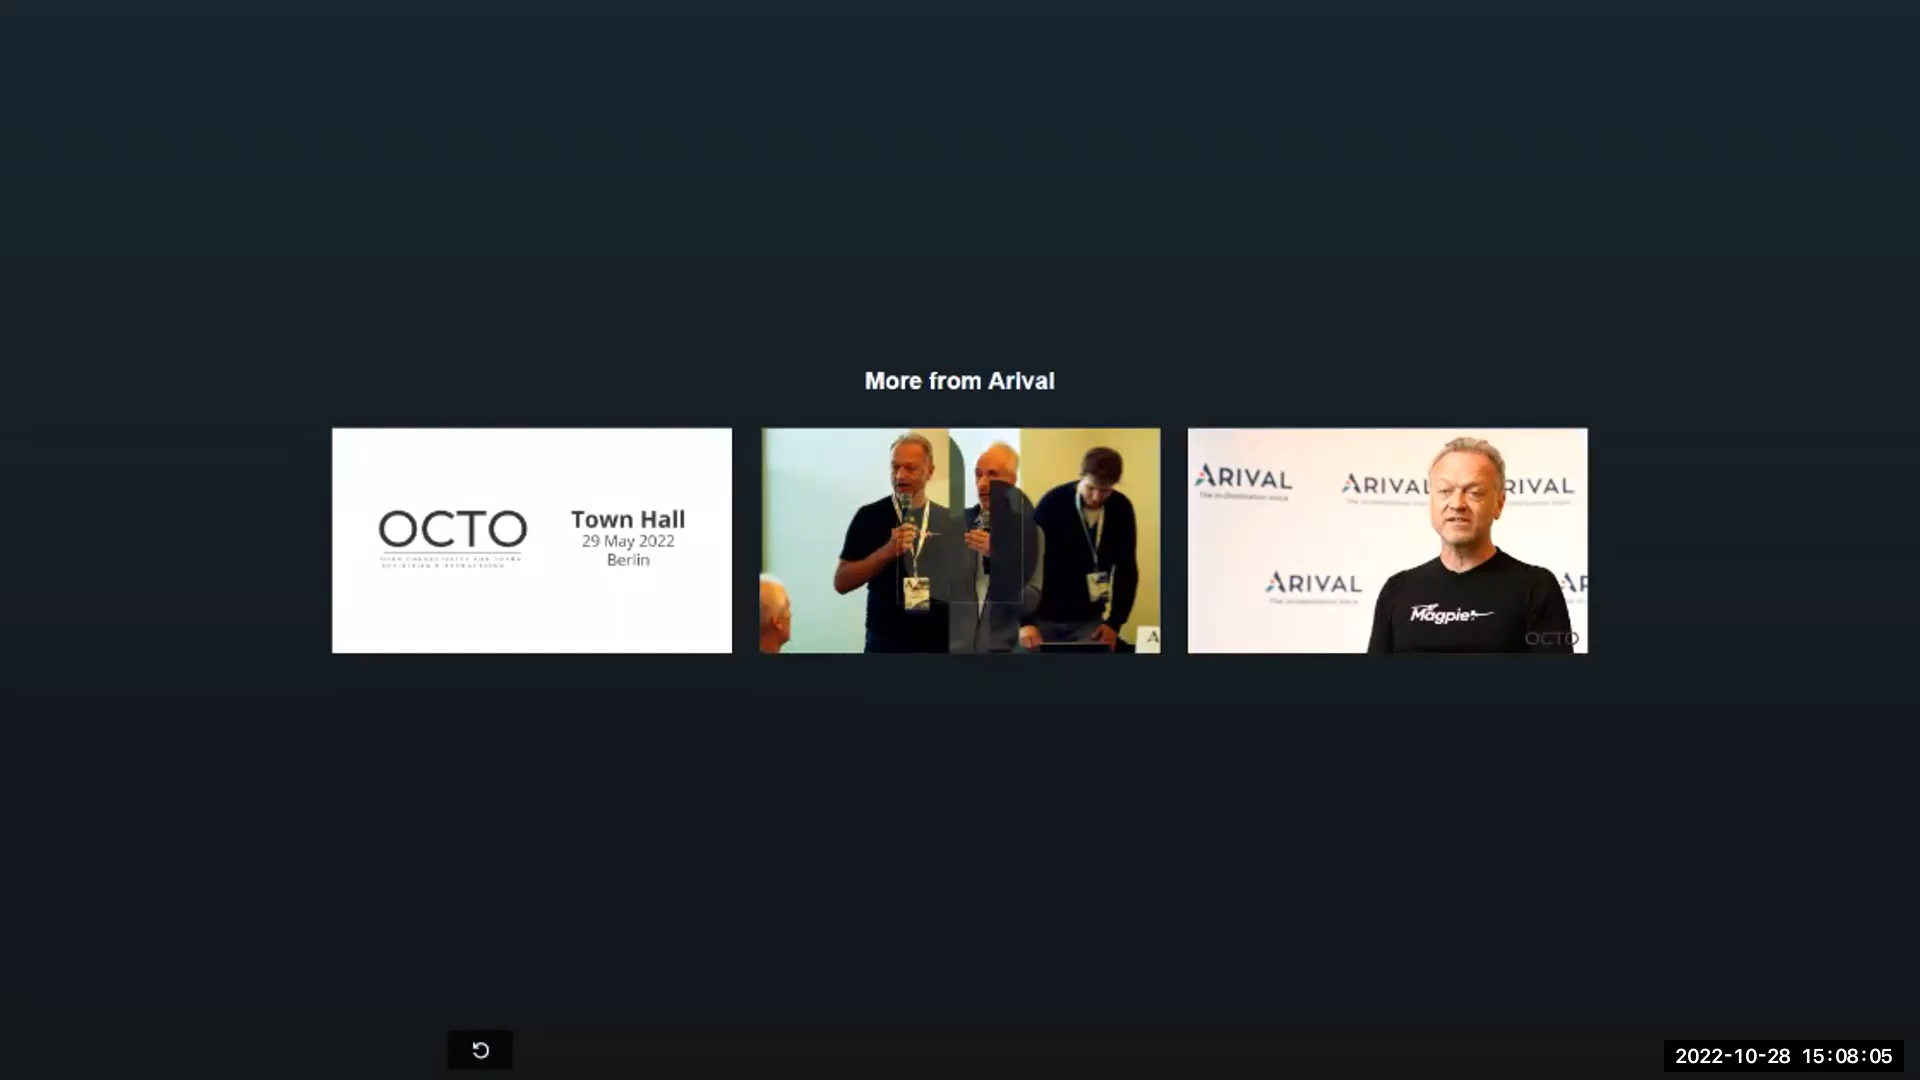 More from Arival
OCTO
Town Hall
29 May 2022
Berlin
A
ARIVAL
ARIVAL
RIVAL
ARIVAL
AR
Magpie
OCTO
2022-10-28 15:08:05